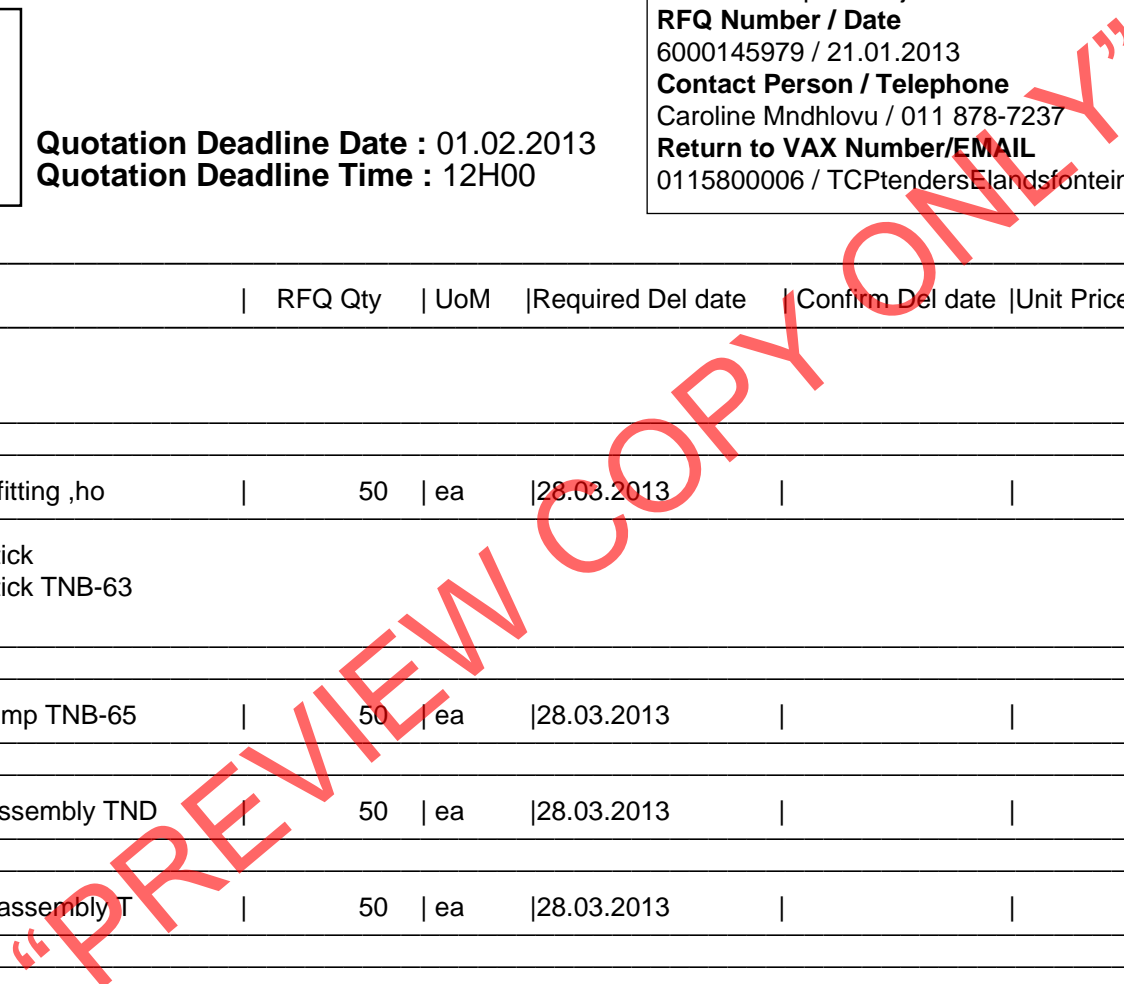 RFQ Number / Date
6000145979 / 21.01.2013
Contact Person / Telephone
Caroline Mndhlovu / 011 878-7237
Return to VAX Number/EMAIL
0115800006 / TCPtendersElandsfontein
Quotation Deadline Date : 01.02.2013
Quotation Deadline Time : 12H00
| RFQ Qty | UoM |Required Del date | Confirm Del date |Unit Price
fitting ,ho | 50 | ea |28.03.2013 | |
ick
ick TNB-63
mp TNB-65 | 50 | ea |28.03.2013 | |
ssembly TND | 50 | ea |28.03.2013 | |
assembly T | 50 | ea |28.03.2013 | |
“PREVIEW COPY ONLY”